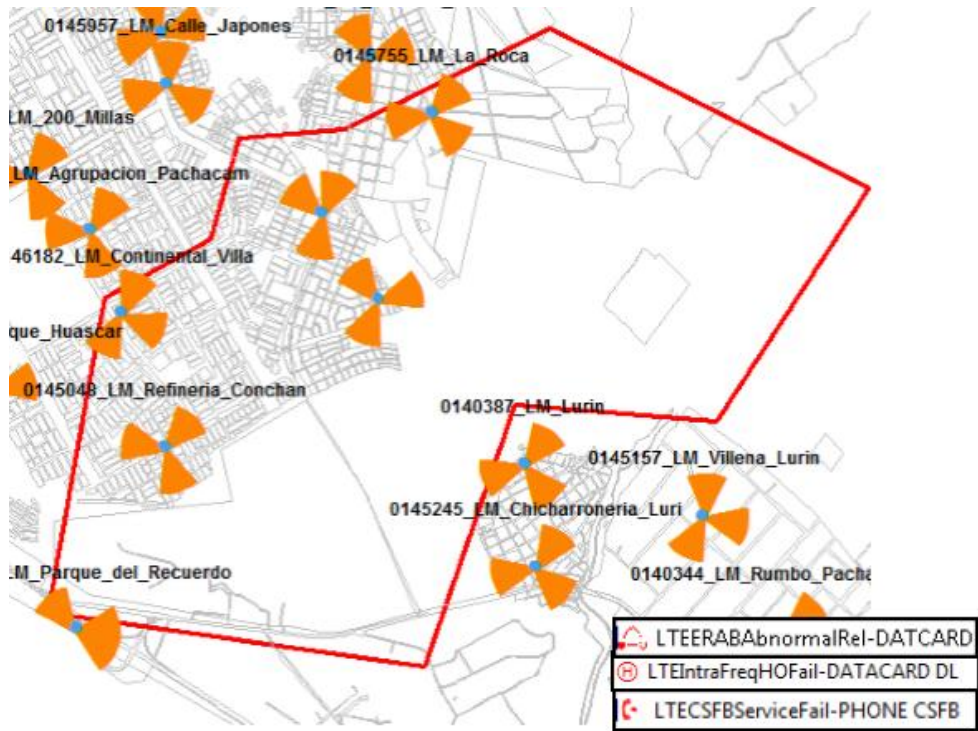 0145957_LM_Calle_Japones
0145755_LM_La_Roca
LM_200_Millas
LM_Agrupacion_Pachacam
46182_LM_Continental_Villa
que_Huascar
0145048_LM_Refineria_Conchan
0140387_LM_Lurin
0145157_LM_Villena_Lurin
0145245_LM_Chicharroneria_Luri
LM_Parque_del_Recuerdo
0140344_LM_Rumbo_Pacha
LTEERABAbnormalRel-DATCARD
LTEIntraFreqHOFail-DATACARD DL
LTECSFBServiceFail-PHONE CSFB